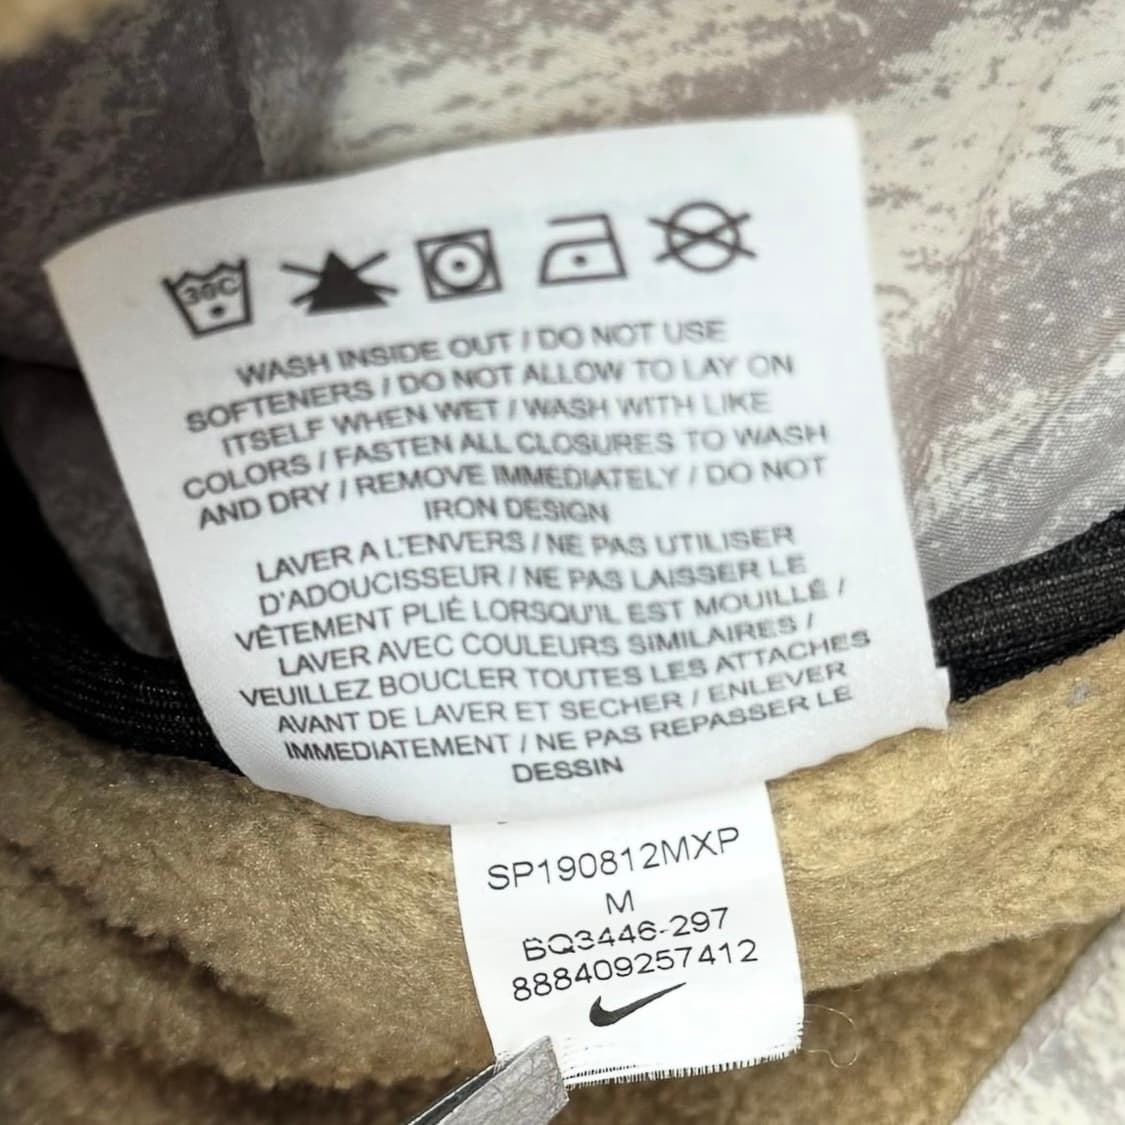 30C
WASH INSIDE OUT / DO NOT USE
SOFTENERS / DO NOT ALLOW TO LAY ON
ITSELF WHEN WET / WASH WITH LIKE
COLORS / FASTEN ALL CLOSURES TO WASH
AND DRY / REMOVE IMMEDIATELY / DO NOT
IRON DESIGN
LAVER A L'ENVERS / NE PAS UTILISER
D'ADOUCISSEUR / NE PAS LAISSER LE
VÊTEMENT PLIÉ LORSQU'IL EST MOUILLÉ /
LAVER AVEC COULEURS SIMILAIRES /
VEUILLEZ BOUCLER TOUTES LES ATTACHES
AVANT DE LAVER ET SECHER / ENLEVER
IMMEDIATEMENT / NE PAS REPASSER LE
DESSIN
SP190812MXP
M
BQ3446-297
888409257412